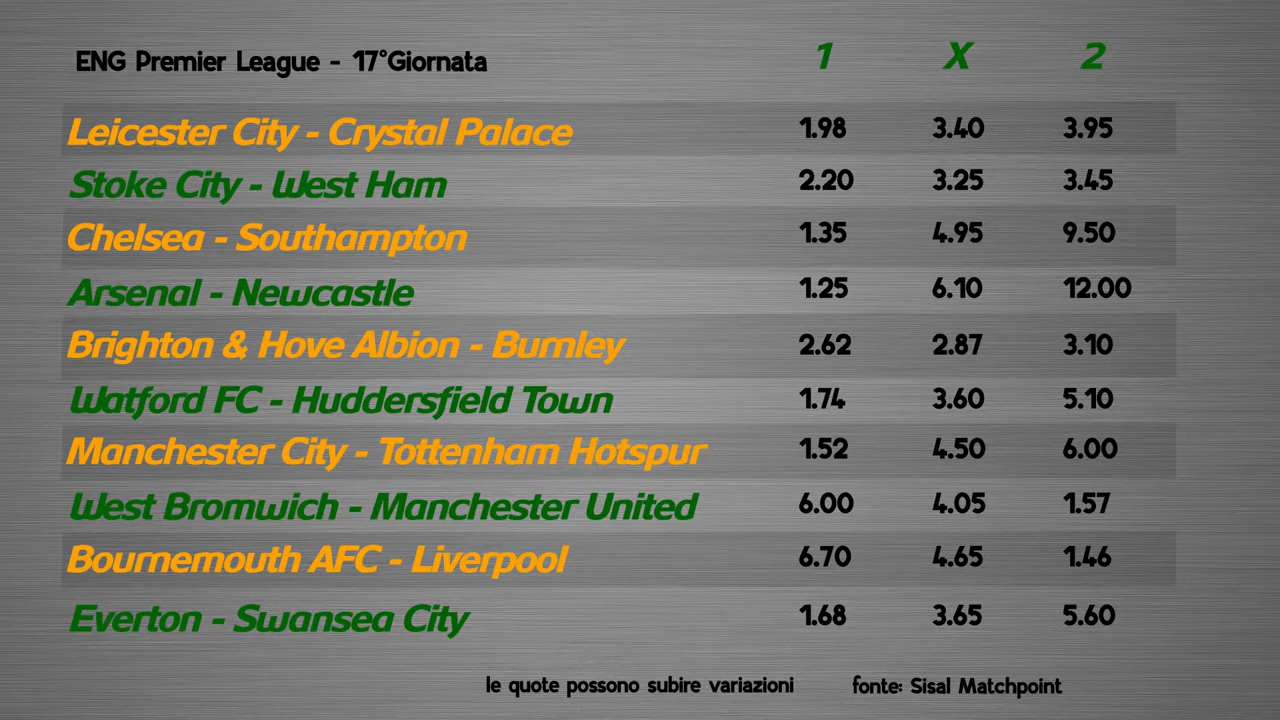 ENG Premier League - 17°Giornata 1 X 2
Leicester City - Crystal Palace 1.98 3.40 3.95
Stoke City - West Ham 2.20 3.25 3.45
Chelsea - Southampton 1.35 4.95 9.50
Arsenal - Newcastle 1.25 6.10 12.00
Brighton & Hove Albion - Burnley 2.62 2.87 3.10
Watford FC - Huddersfield Town 1.74 3.60 5.10
Manchester City - Tottenham Hotspur 1.52 4.50 6.00
West Bromwich - Manchester United 6.00 4.05 1.57
Bournemouth AFC - Liverpool 6.70 4.65 1.46
Everton - Swansea City 1.68 3.65 5.60
le quote possono subire variazioni fonte: Sisal Matchpoint